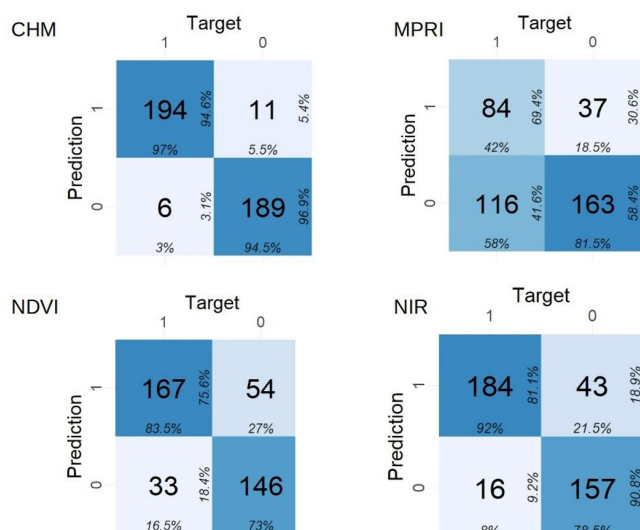 CHM
Target
1 0
Prediction
1
194 94.6% 11 5.4%
97% 5.5%
0
6 3.1% 189 96.9%
3% 94.5%
MPRI
Target
1 0
Prediction
1
84 69.4% 37 30.6%
42% 18.5%
0
116 41.6% 163 58.4%
58% 81.5%
NDVI
Target
1 0
Prediction
1
167 75.6% 54
83.5% 27%
0
33 18.4% 146
16.5% 73%
NIR
Target
1 0
Prediction
1
184 81.1% 43 18.9%
92% 21.5%
0
16 9.2% 157 90.8%
8% 78.5%